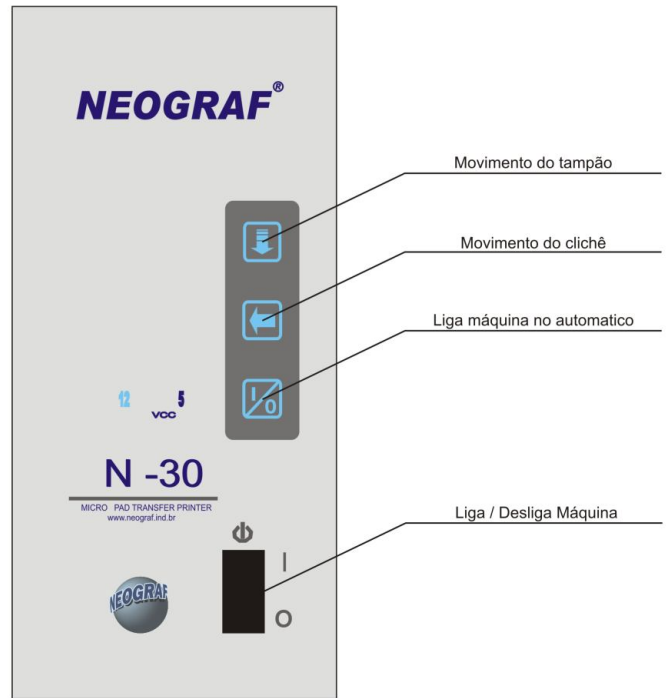 NEOGRAF®
Movimento do tampão
Movimento do clichê
Liga máquina no automatico
I/O
12 VCC 5
N -30
MICRO PAD TRANSFER PRINTER
www.neograf.ind.br
Liga / Desliga Máquina
I
NEOGRAF
O